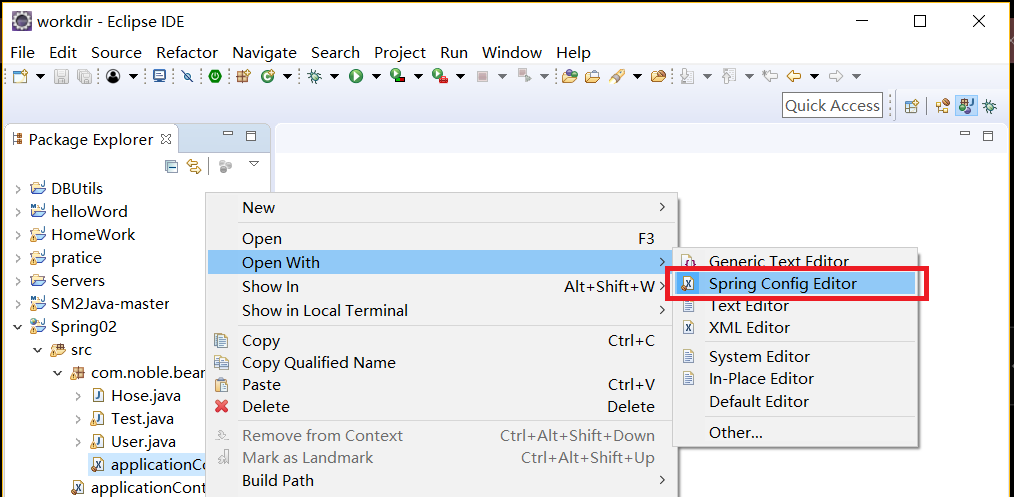 workdir - Eclipse IDE
File Edit Source Refactor Navigate Search Project Run Window Help
Quick Access
Package Explorer
DBUtils
helloWord
HomeWork
pratice
Servers
SM2Java-master
Spring02
src
com.noble.bear
Hose.java
Test.java
User.java
applicationCo
applicationCont
New
Open F3
Open With
Show In Alt+Shift+W
Show in Local Terminal
Copy Ctrl+C
Copy Qualified Name
Paste Ctrl+V
Delete Delete
Remove from Context Ctrl+Alt+Shift+Down
Mark as Landmark Ctrl+Alt+Shift+Up
Build Path
Generic Text Editor
Spring Config Editor
Text Editor
XML Editor
System Editor
In-Place Editor
Default Editor
Other...